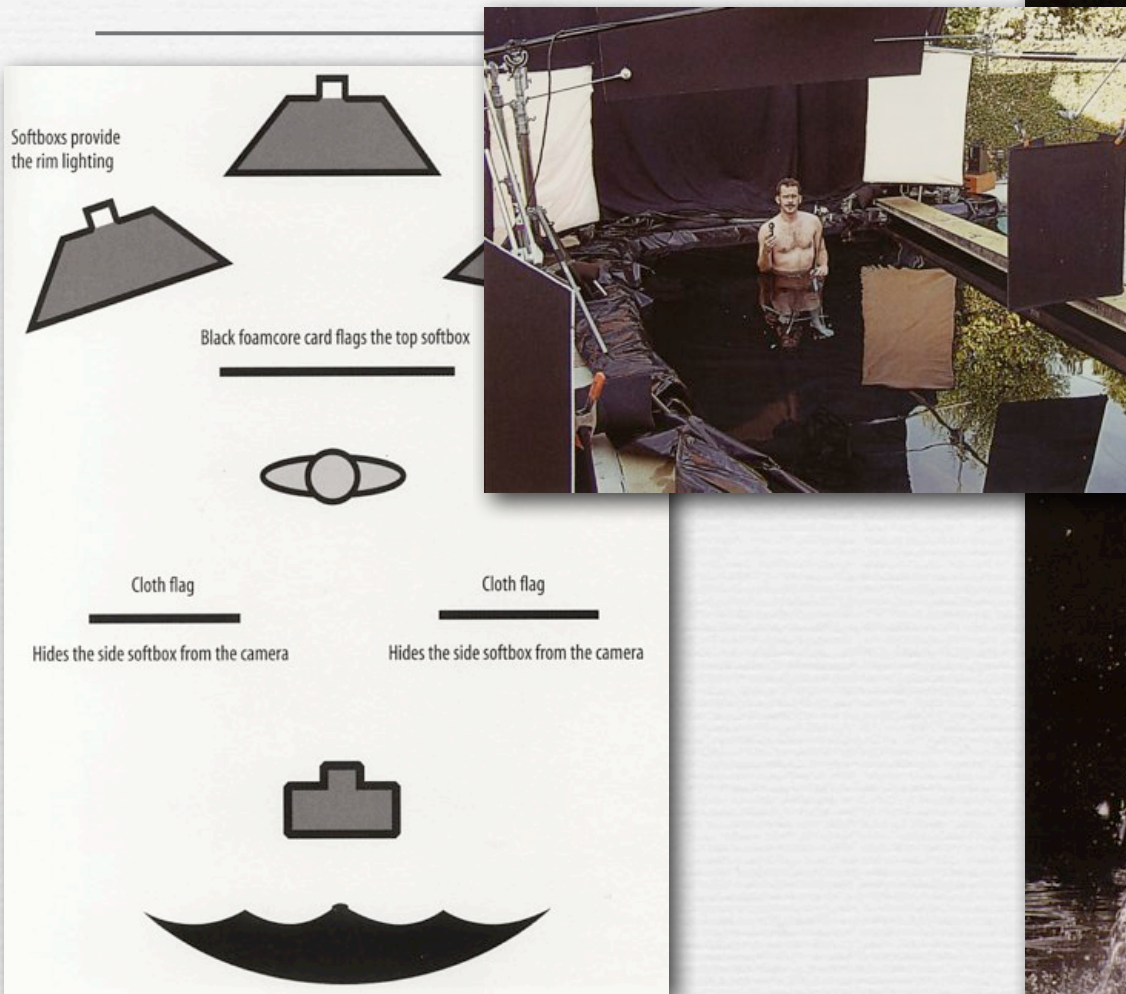 Softboxs provide
the rim lighting
Black foamcore card flags the top softbox
Cloth flag
Cloth flag
Hides the side softbox from the camera
Hides the side softbox from the camera